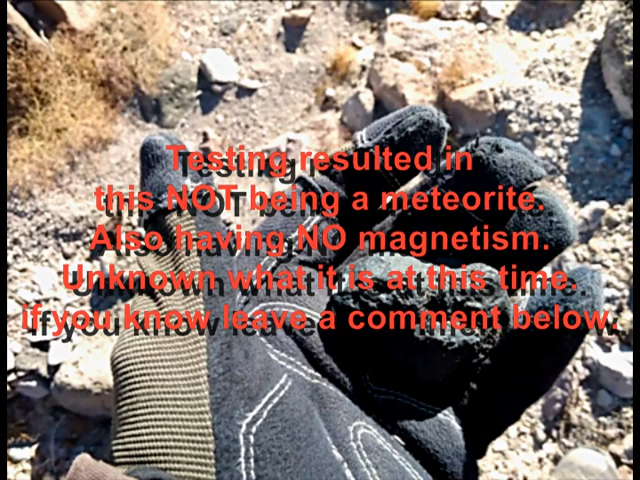 Testing resulted in
this NOT being a meteorite.
Also having NO magnetism.
Unknown what it is at this time.
If you know leave a comment below.